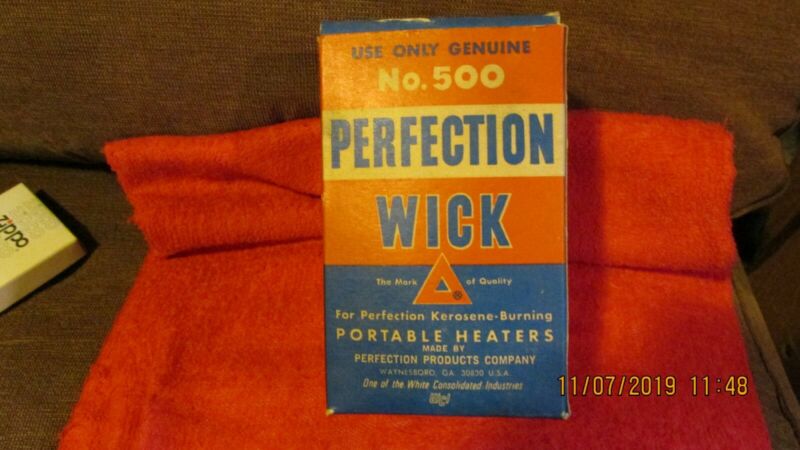 USE ONLY GENUINE
No. 500
PERFECTION
WICK
The Mark of Quality
®
For Perfection Kerosene-Burning
PORTABLE HEATERS
MADE BY
PERFECTION PRODUCTS COMPANY
WAYNESBORO, GA. 30830 U.S.A.
One of the White Consolidated Industries
WCI
zippo
11/07/2019 11:48